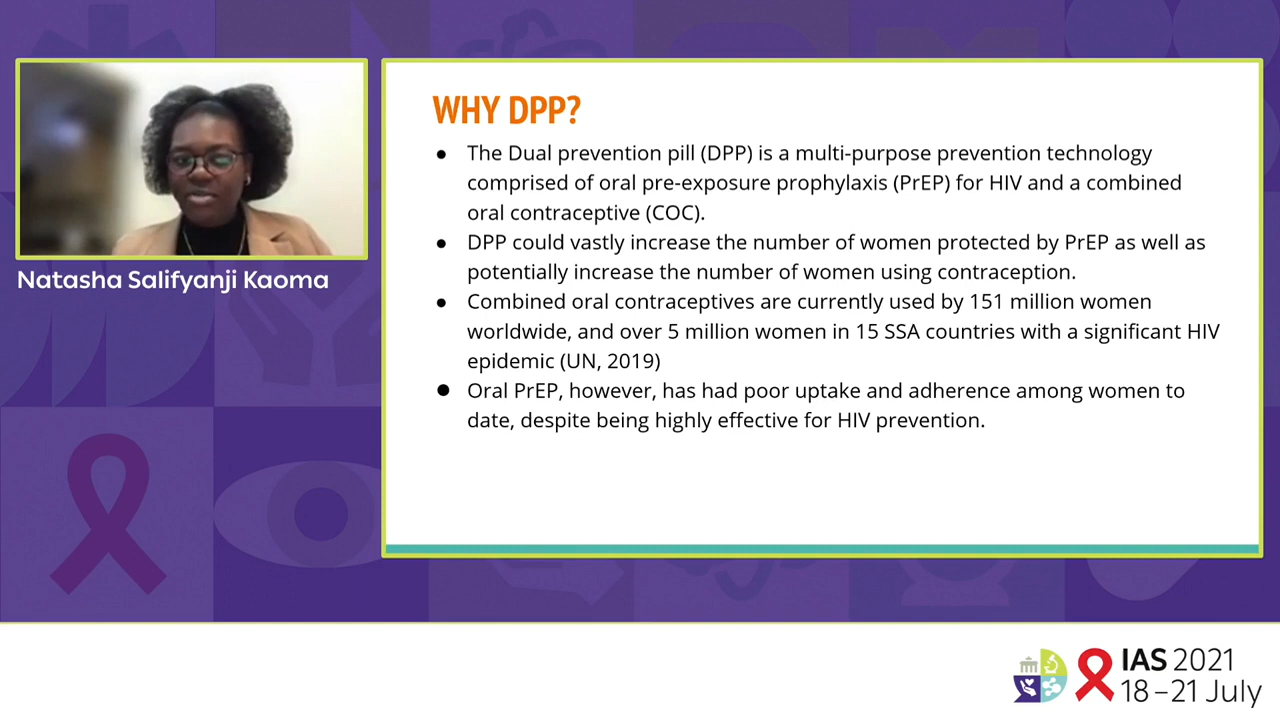 Natasha Salifyanji Kaoma
WHY DPP?
● The Dual prevention pill (DPP) is a multi-purpose prevention technology
comprised of oral pre-exposure prophylaxis (PrEP) for HIV and a combined
oral contraceptive (COC).
● DPP could vastly increase the number of women protected by PrEP as well as
potentially increase the number of women using contraception.
● Combined oral contraceptives are currently used by 151 million women
worldwide, and over 5 million women in 15 SSA countries with a significant HIV
epidemic (UN, 2019)
● Oral PrEP, however, has had poor uptake and adherence among women to
date, despite being highly effective for HIV prevention.
IAS 2021
18 – 21 July